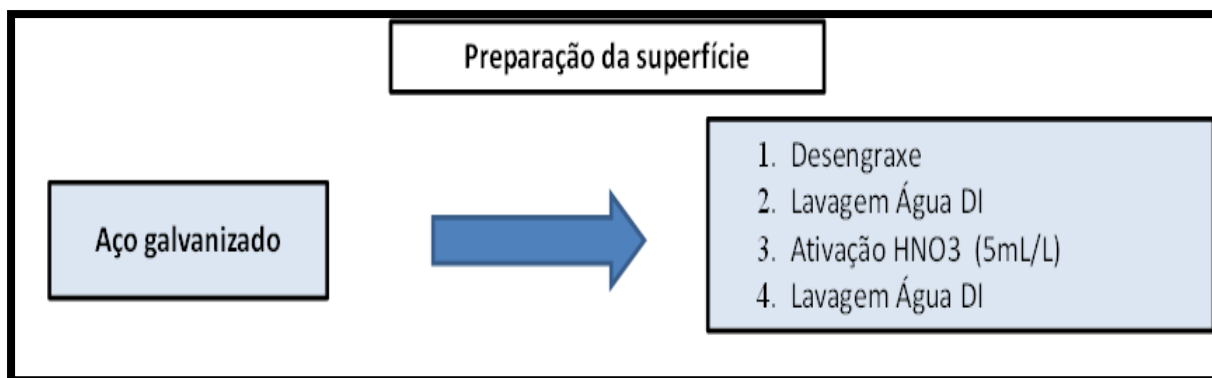 Preparação da superfície
Aço galvanizado
1. Desengraxe
2. Lavagem Água DI
3. Ativação HNO3 (5mL/L)
4. Lavagem Água DI